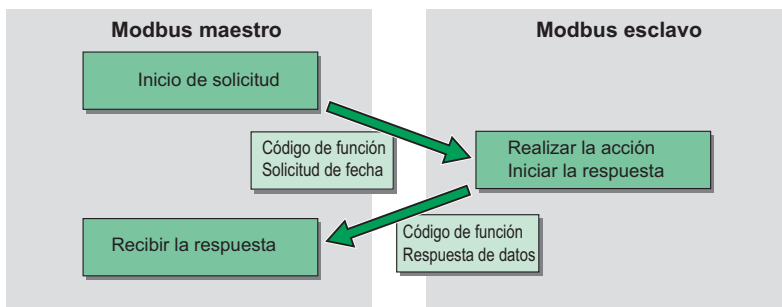 Modbus maestro
Modbus esclavo
Inicio de solicitud
Código de función
Solicitud de fecha
Realizar la acción
Iniciar la respuesta
Recibir la respuesta
Código de función
Respuesta de datos